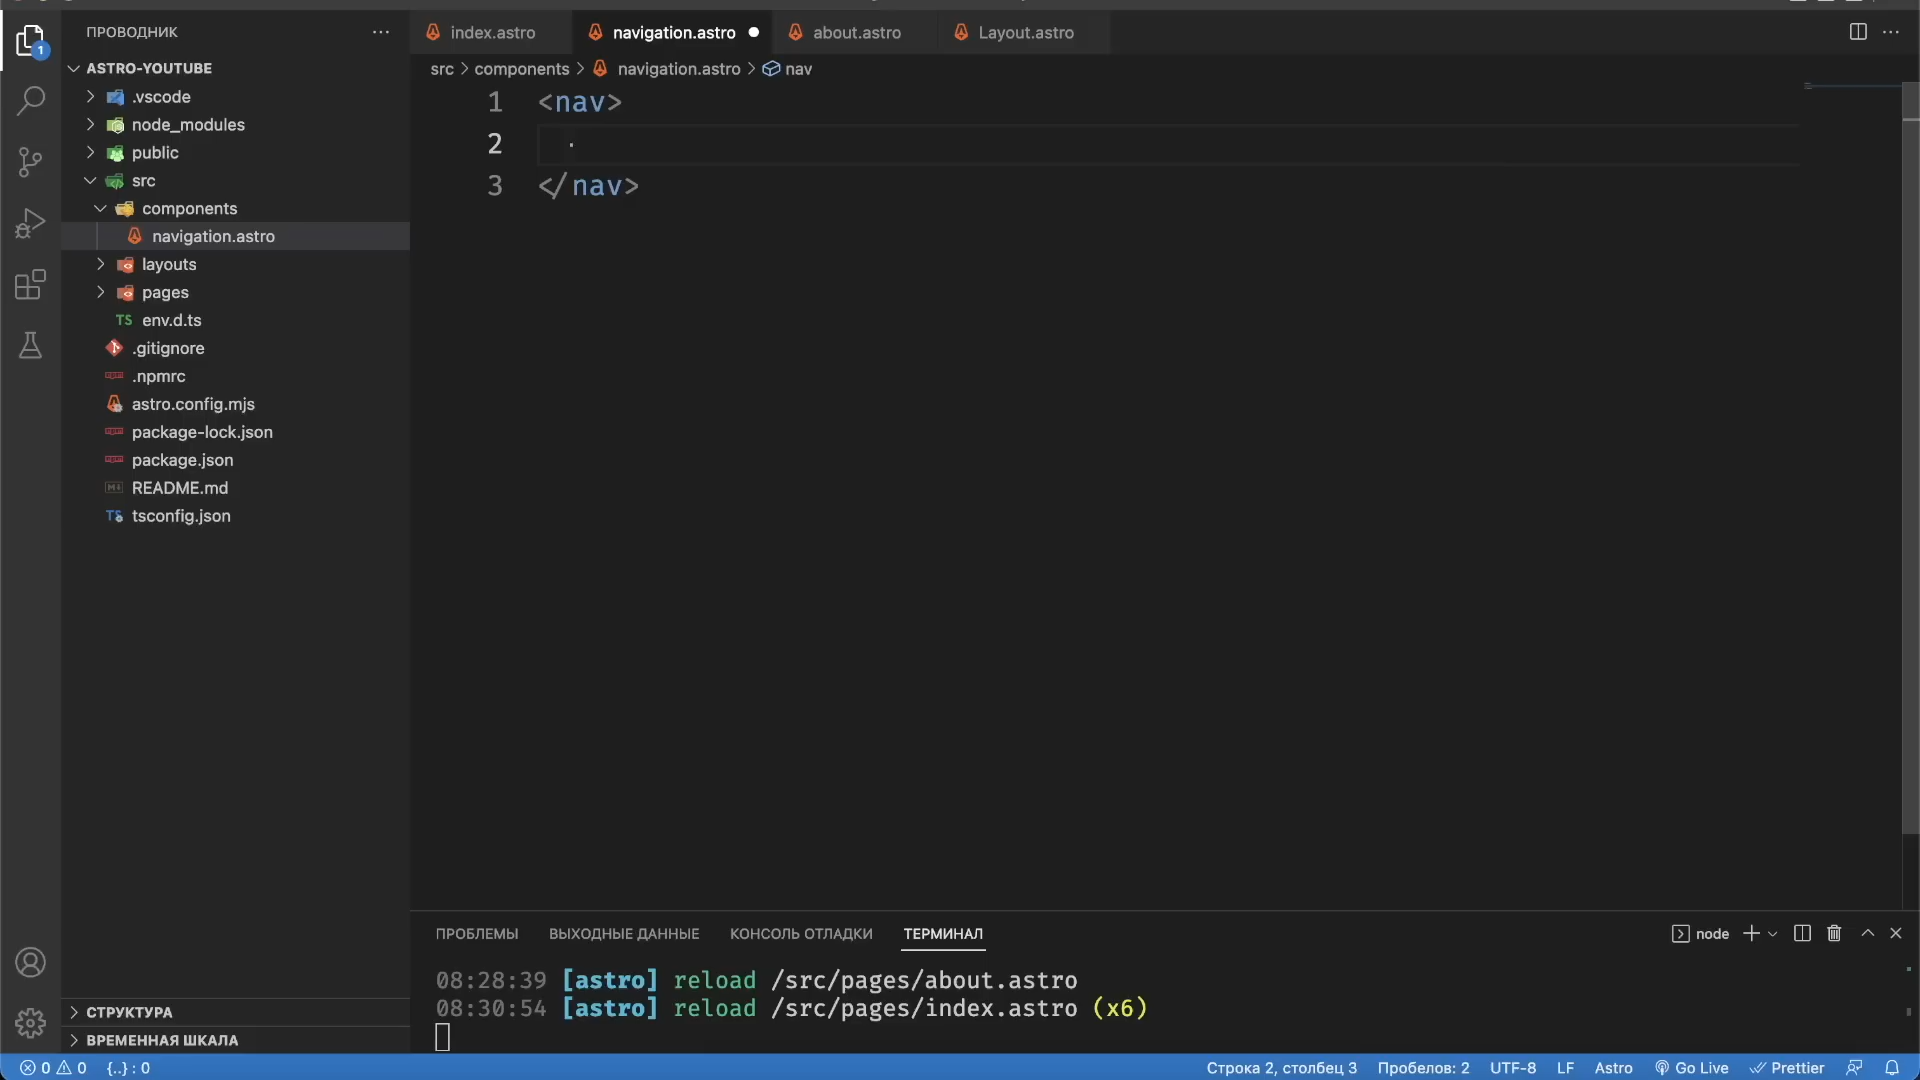 ПРОВОДНИК
ASTRO-YOUTUBE
.vscode
node_modules
public
src
components
navigation.astro
layouts
pages
TS env.d.ts
.gitignore
.npmrc
astro.config.mjs
package-lock.json
package.json
README.md
TS tsconfig.json
СТРУКТУРА
ВРЕМЕННАЯ ШКАЛА
1
index.astro navigation.astro about.astro Layout.astro
src > components > navigation.astro > nav
1 <nav>
2 ·
3 </nav>
ПРОБЛЕМЫ ВЫХОДНЫЕ ДАННЫЕ КОНСОЛЬ ОТЛАДКИ ТЕРМИНАЛ node
08:28:39 [astro] reload /src/pages/about.astro
08:30:54 [astro] reload /src/pages/index.astro (x6)
0 0 {..} : 0 Строка 2, столбец 3 Пробелов: 2 UTF-8 LF Astro Go Live Prettier